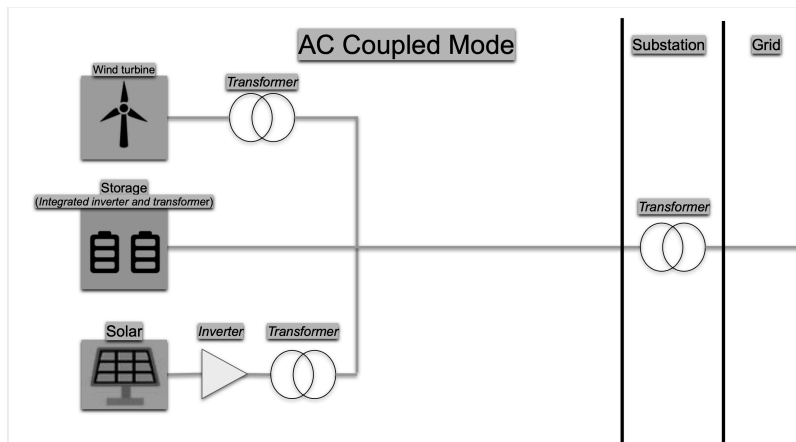 AC Coupled Mode
Substation
Grid
Wind turbine
Transformer
Storage
(Integrated inverter and transformer)
Transformer
Solar
Inverter
Transformer